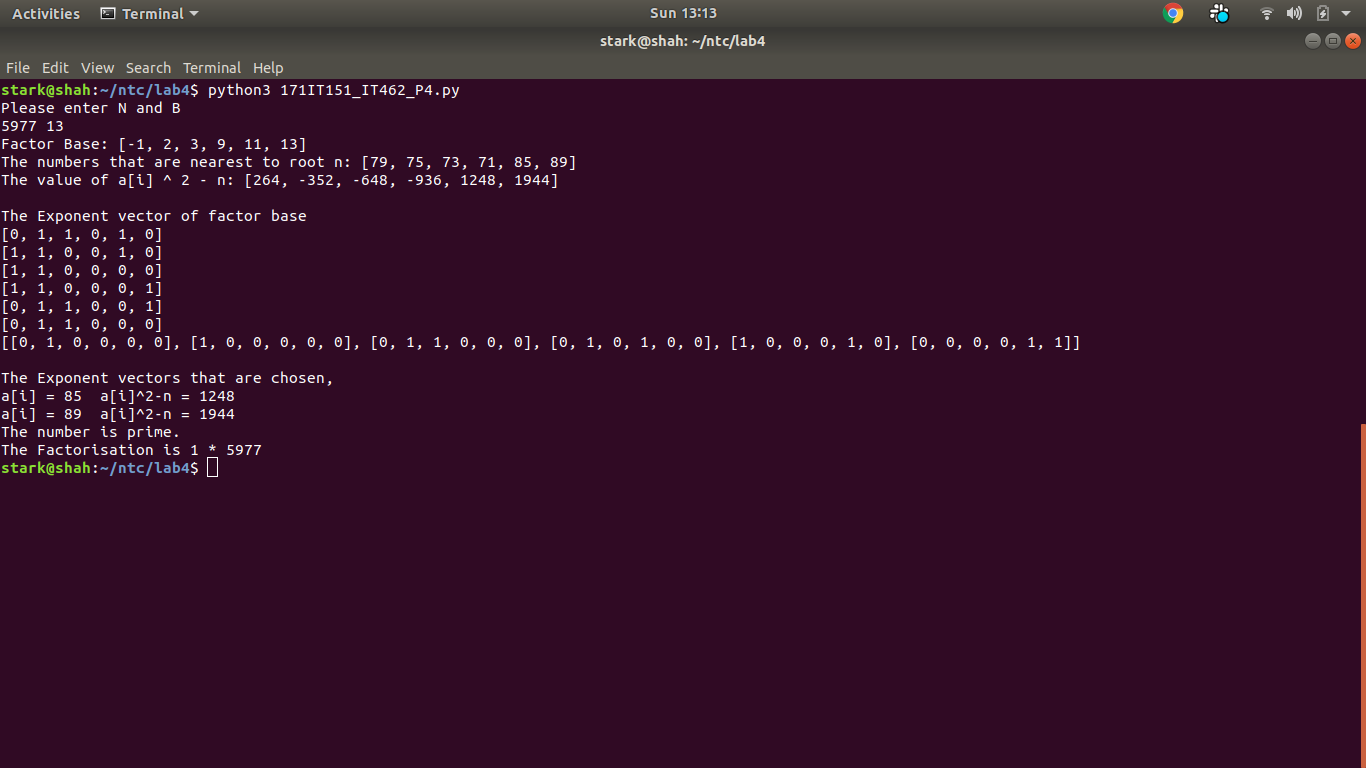 Activities Terminal Sun 13:13
stark@shah: ~/ntc/lab4
File Edit View Search Terminal Help
stark@shah:~/ntc/lab4$ python3 171IT151_IT462_P4.py
Please enter N and B
5977 13
Factor Base: [-1, 2, 3, 9, 11, 13]
The numbers that are nearest to root n: [79, 75, 73, 71, 85, 89]
The value of a[i] ^ 2 - n: [264, -352, -648, -936, 1248, 1944]
The Exponent vector of factor base
[0, 1, 1, 0, 1, 0]
[1, 1, 0, 0, 1, 0]
[1, 1, 0, 0, 0, 0]
[1, 1, 0, 0, 0, 1]
[0, 1, 1, 0, 0, 1]
[0, 1, 1, 0, 0, 0]
[[0, 1, 0, 0, 0, 0], [1, 0, 0, 0, 0, 0], [0, 1, 1, 0, 0, 0], [0, 1, 0, 1, 0, 0], [1, 0, 0, 0, 1, 0], [0, 0, 0, 0, 1, 1]]
The Exponent vectors that are chosen,
a[i] = 85  a[i]^2-n = 1248
a[i] = 89  a[i]^2-n = 1944
The number is prime.
The Factorisation is 1 * 5977
stark@shah:~/ntc/lab4$